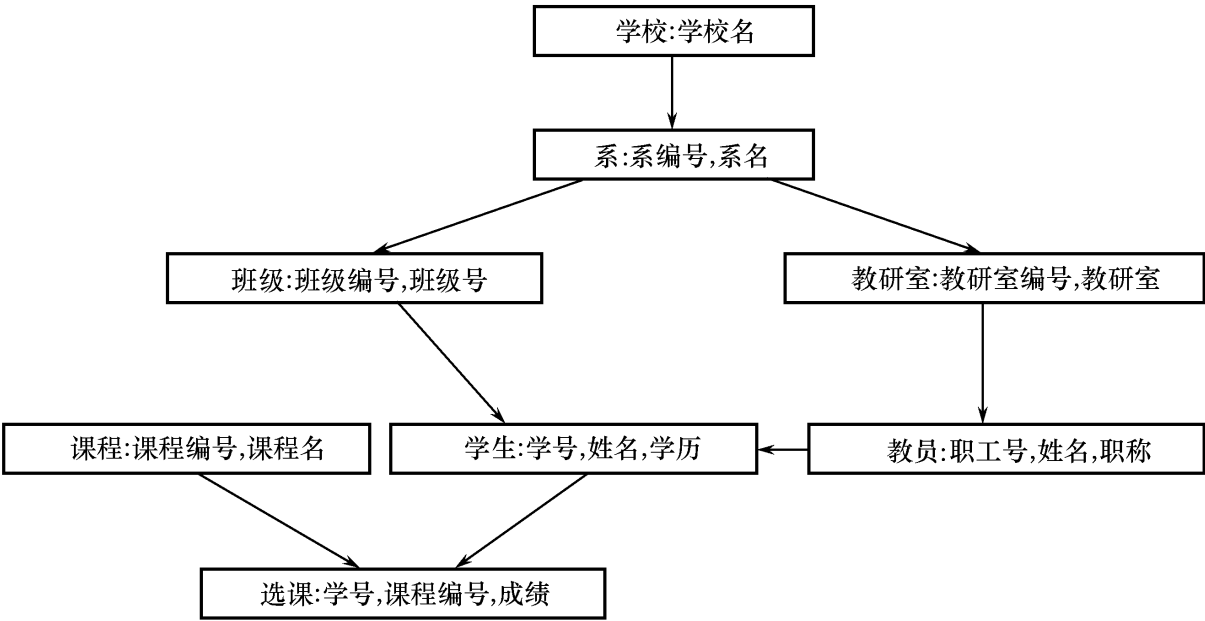 学校:学校名
系:系编号,系名
班级:班级编号,班级号
教研室:教研室编号,教研室
课程:课程编号,课程名
学生:学号,姓名,学历
教员:职工号,姓名,职称
选课:学号,课程编号,成绩